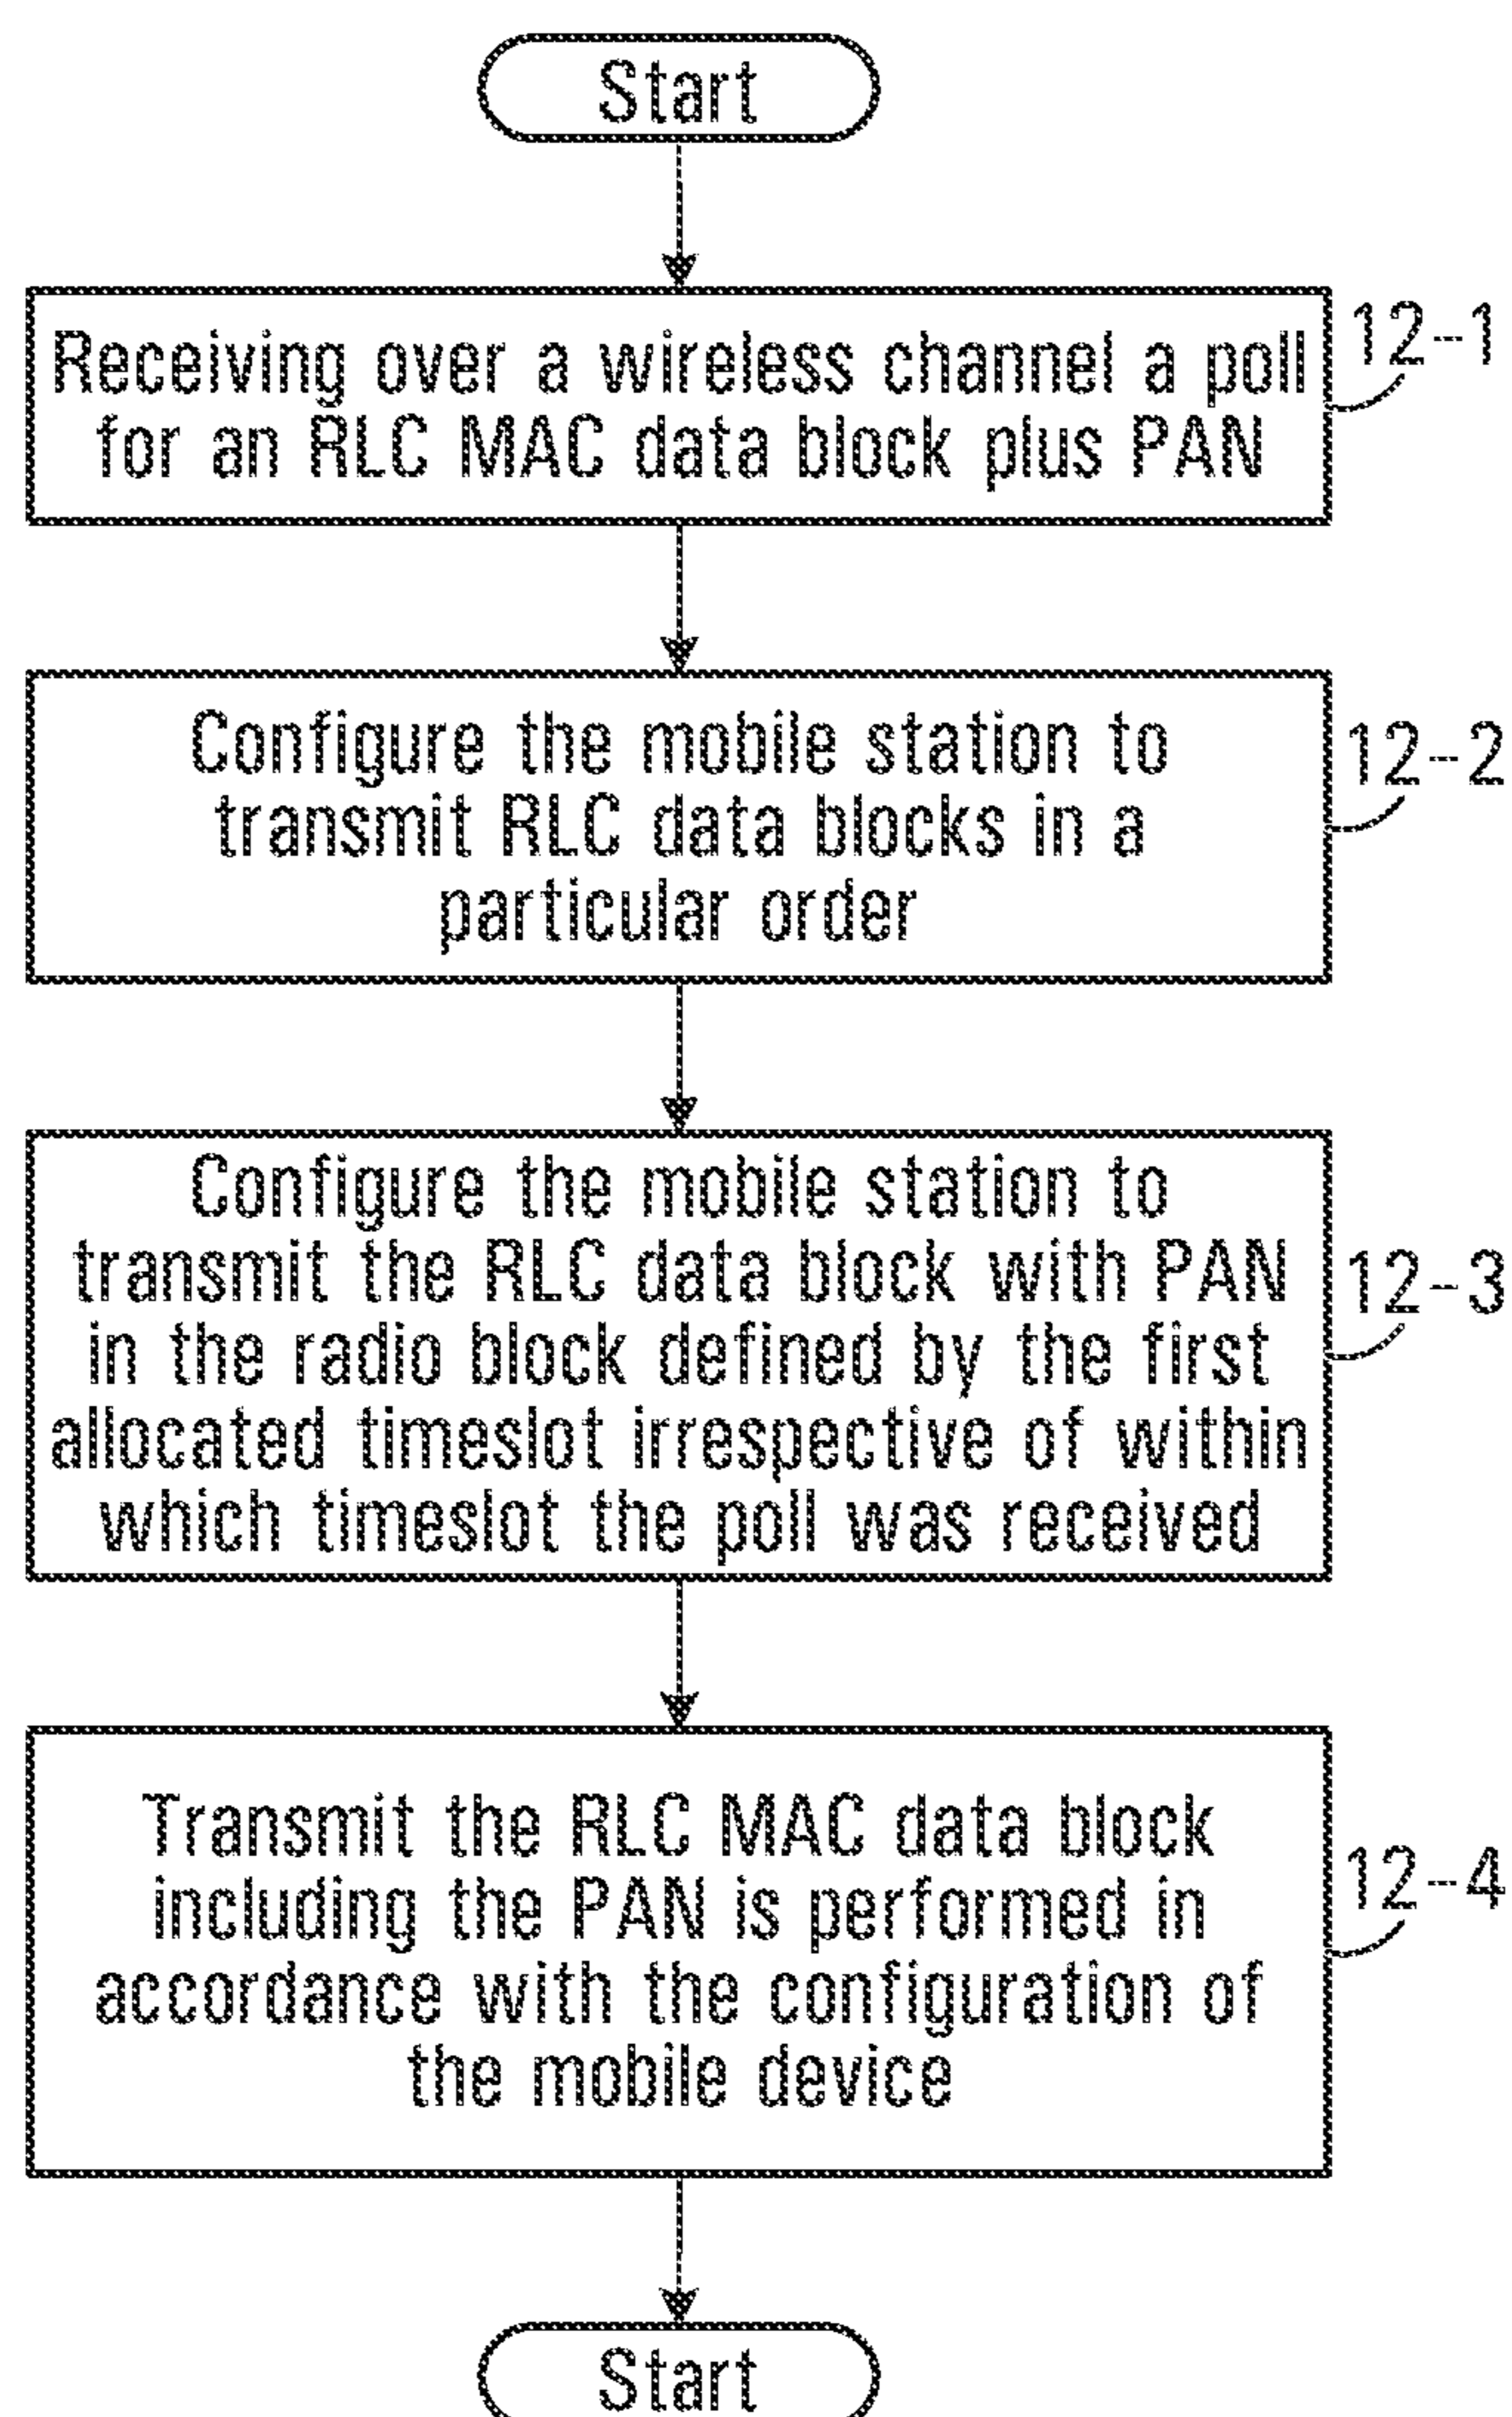 Start
Receiving over a wireless channel a poll
for an RLC MAC data block plus PAN
12-1
Configure the mobile station to
transmit RLC data blocks in a
particular order
12-2
Configure the mobile station to
transmit the RLC data block with PAN
in the radio block defined by the first
allocated timeslot irrespective of within
which timeslot the poll was received
12-3
Transmit the RLC MAC data block
including the PAN is performed in
accordance with the configuration of
the mobile device
12-4
Start